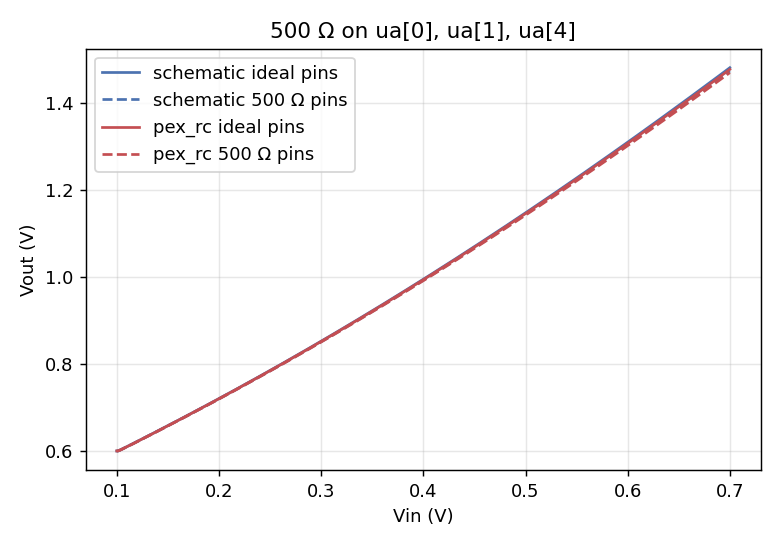 500 Ω on ua[0], ua[1], ua[4]
schematic ideal pins
schematic 500 Ω pins
pex_rc ideal pins
pex_rc 500 Ω pins
Vout (V)
1.4
1.2
1.0
0.8
0.6
0.1 0.2 0.3 0.4 0.5 0.6 0.7
Vin (V)